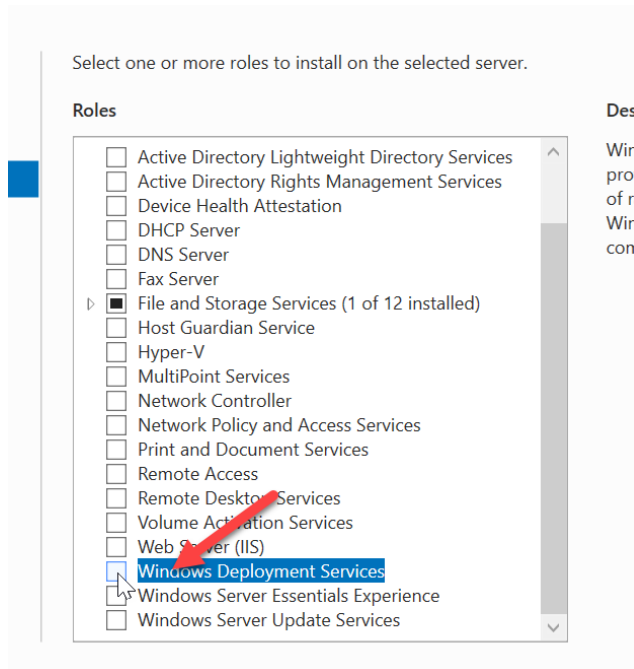 Select one or more roles to install on the selected server.
Roles
Active Directory Lightweight Directory Services
Active Directory Rights Management Services
Device Health Attestation
DHCP Server
DNS Server
Fax Server
File and Storage Services (1 of 12 installed)
Host Guardian Service
Hyper-V
MultiPoint Services
Network Controller
Network Policy and Access Services
Print and Document Services
Remote Access
Remote Desktop Services
Volume Activation Services
Web Server (IIS)
Windows Deployment Services
Windows Server Essentials Experience
Windows Server Update Services